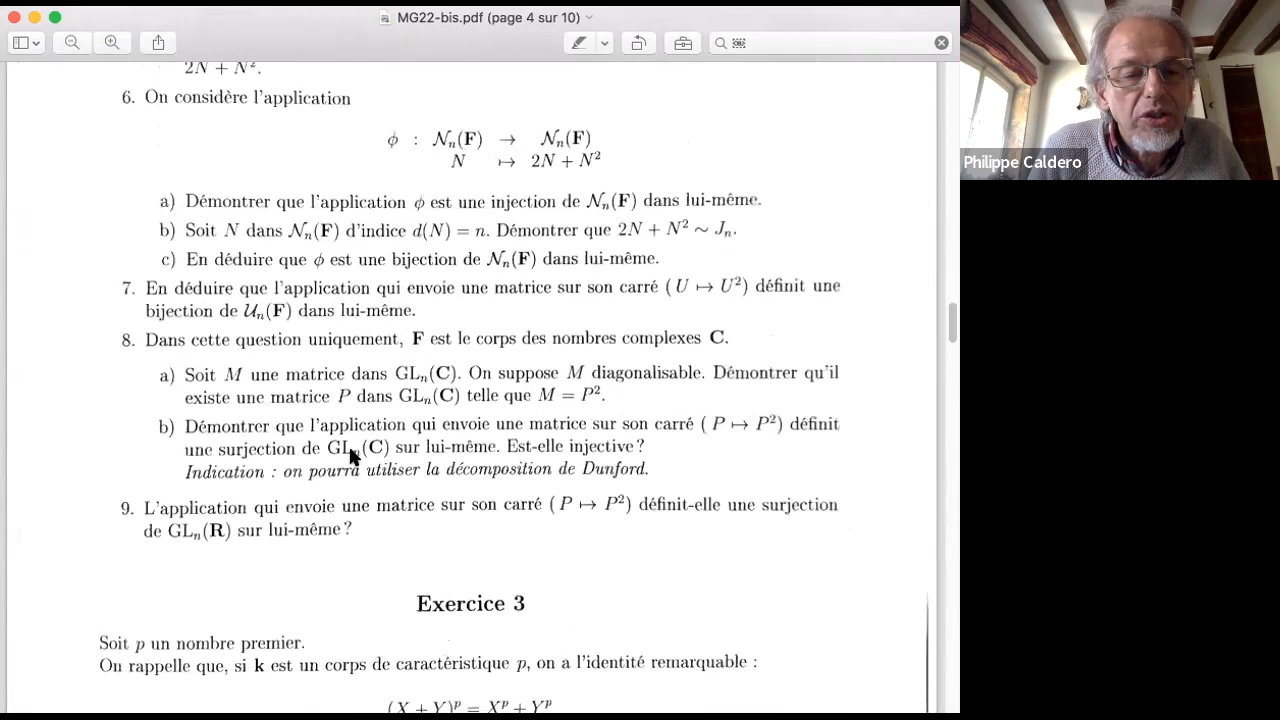 MG22-bis.pdf (page 4 sur 10)
2N + N².
6. On considère l'application
ϕ : 𝒩ₙ(F) → 𝒩ₙ(F)
N ↦ 2N + N²
a) Démontrer que l'application ϕ est une injection de 𝒩ₙ(F) dans lui-même.
b) Soit N dans 𝒩ₙ(F) d'indice d(N) = n. Démontrer que 2N + N² ∼ Jₙ.
c) En déduire que ϕ est une bijection de 𝒩ₙ(F) dans lui-même.
7. En déduire que l'application qui envoie une matrice sur son carré ( U ↦ U²) définit une
bijection de 𝒰ₙ(F) dans lui-même.
8. Dans cette question uniquement, F est le corps des nombres complexes C.
a) Soit M une matrice dans GLₙ(C). On suppose M diagonalisable. Démontrer qu'il
existe une matrice P dans GLₙ(C) telle que M = P².
b) Démontrer que l'application qui envoie une matrice sur son carré ( P ↦ P²) définit
une surjection de GLₙ(C) sur lui-même. Est-elle injective ?
Indication : on pourra utiliser la décomposition de Dunford.
9. L'application qui envoie une matrice sur son carré ( P ↦ P²) définit-elle une surjection
de GLₙ(R) sur lui-même ?
Exercice 3
Soit p un nombre premier.
On rappelle que, si k est un corps de caractéristique p, on a l'identité remarquable :
(X + Y)ᵖ = Xᵖ + Yᵖ
Philippe Caldero